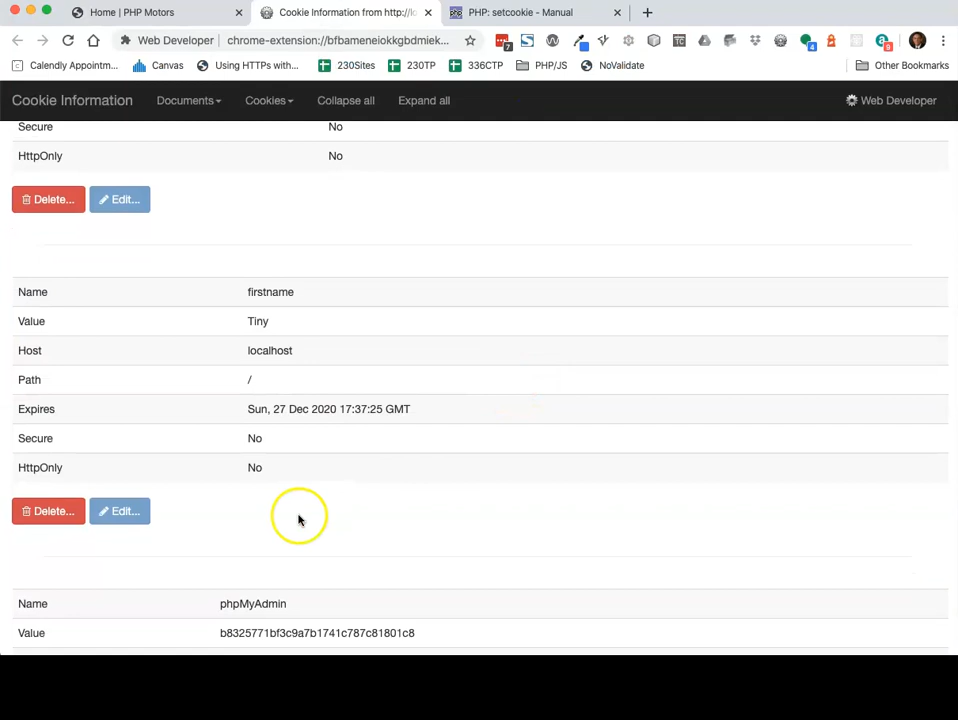 Home | PHP Motors
Cookie Information from http://lo
PHP: setcookie - Manual
Web Developer
chrome-extension://bfbameneiokkgbdmiek...
7
4
9
Calendly Appointm...
Canvas
Using HTTPs with...
230Sites
230TP
336CTP
PHP/JS
NoValidate
Other Bookmarks
Cookie Information
Documents
Cookies
Collapse all
Expand all
Web Developer
Secure No
HttpOnly No
Delete... Edit...
Name firstname
Value Tiny
Host localhost
Path /
Expires Sun, 27 Dec 2020 17:37:25 GMT
Secure No
HttpOnly No
Delete... Edit...
Name phpMyAdmin
Value b8325771bf3c9a7b1741c787c81801c8